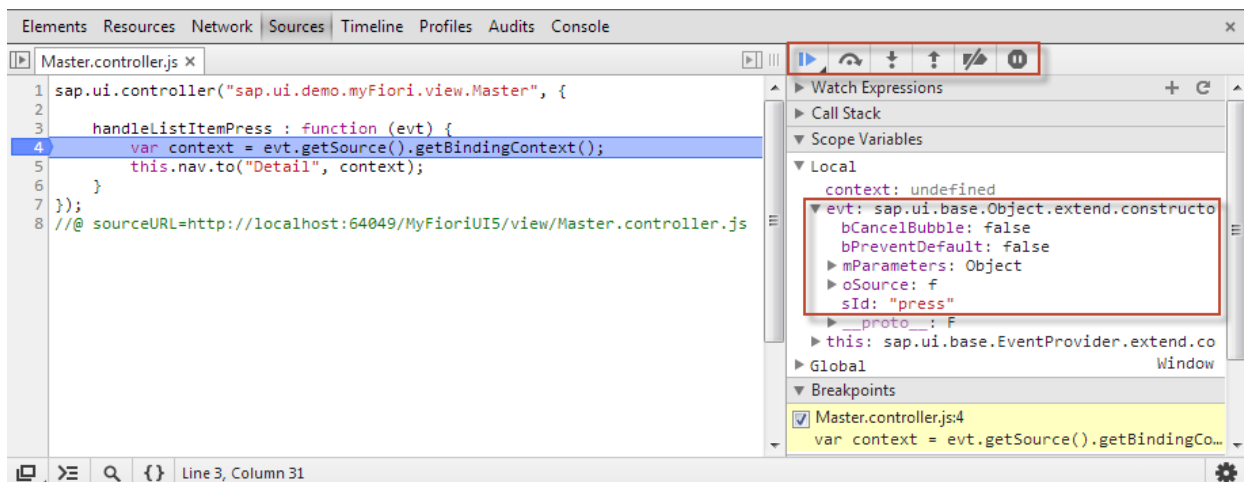 Elements Resources Network Sources Timeline Profiles Audits Console ×
Master.controller.js ×
1 sap.ui.controller("sap.ui.demo.myFiori.view.Master", {
2
3 handleListItemPress : function (evt) {
4 var context = evt.getSource().getBindingContext();
5 this.nav.to("Detail", context);
6 }
7 });
8 //@ sourceURL=http://localhost:64049/MyFioriUI5/view/Master.controller.js
Watch Expressions
Call Stack
Scope Variables
Local
context: undefined
evt: sap.ui.base.Object.extend.constructo
bCancelBubble: false
bPreventDefault: false
mParameters: Object
oSource: f
sId: "press"
__proto__: F
this: sap.ui.base.EventProvider.extend.co
Global Window
Breakpoints
Master.controller.js:4
var context = evt.getSource().getBindingCo…
{} Line 3, Column 31